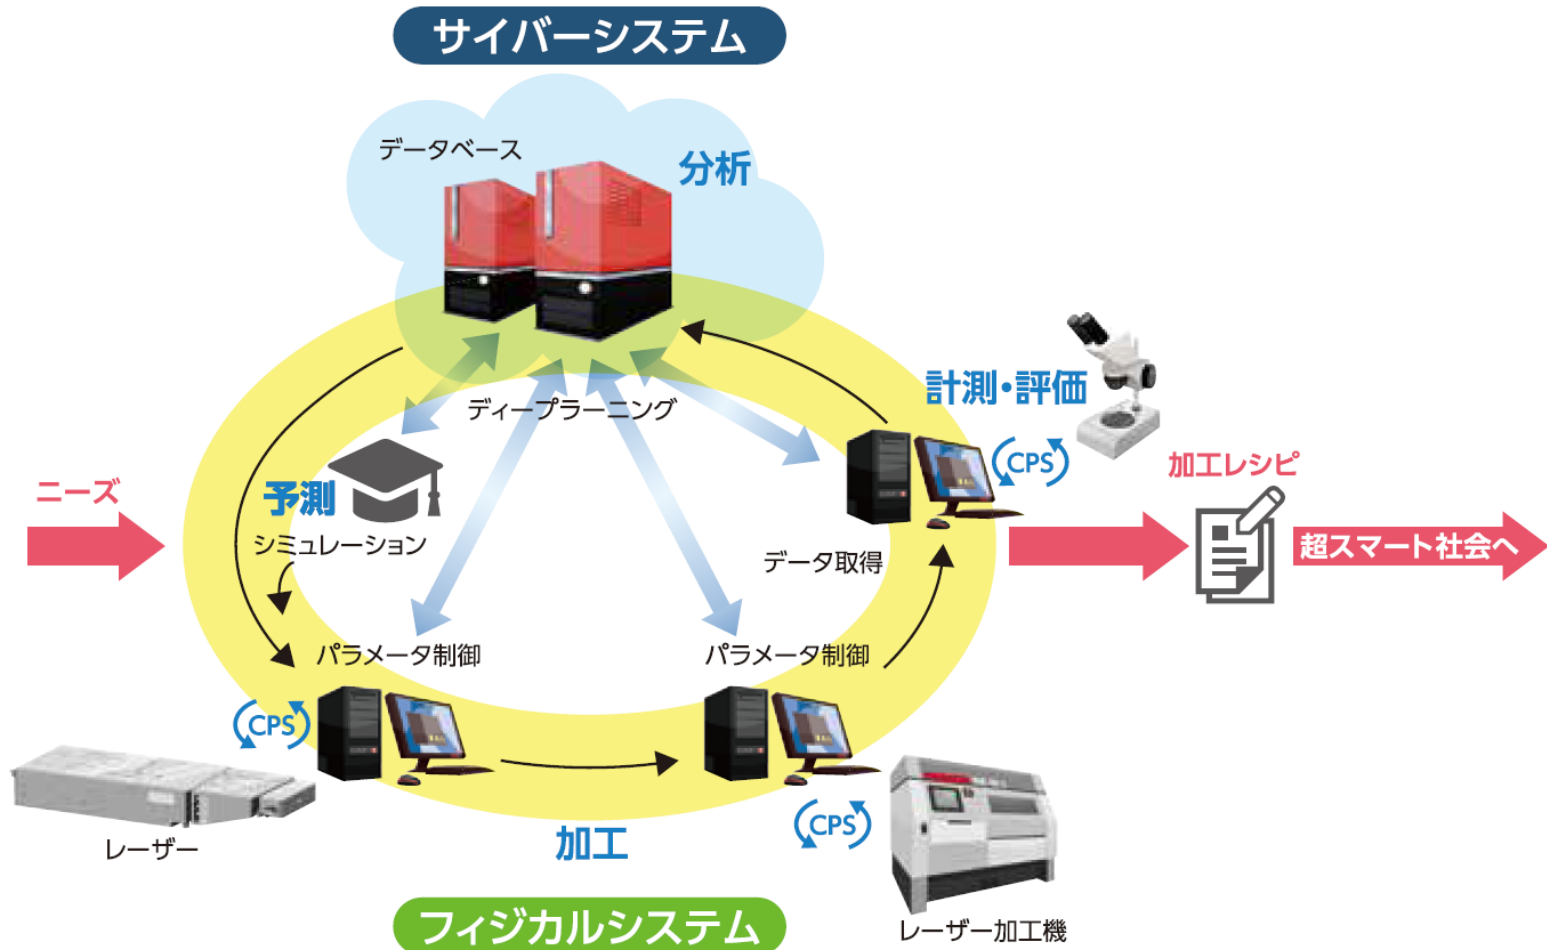 サイバーシステム
データベース
分析
ディープラーニング
計測・評価
CPS
加工レシピ
ニーズ
予測
シミュレーション
データ取得
超スマート社会へ
パラメータ制御
パラメータ制御
CPS
CPS
レーザー
加工
レーザー加工機
フィジカルシステム